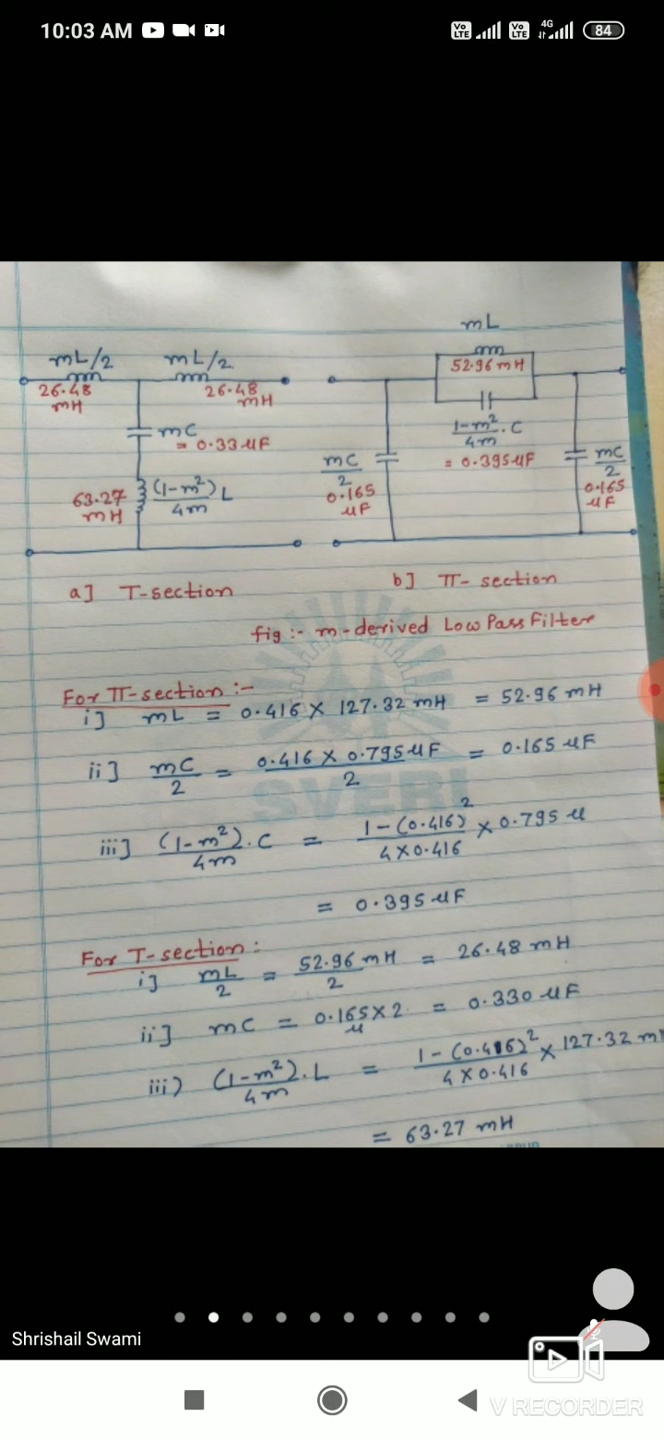 10:03 AM
Vo LTE Vo LTE 4G 84
mL
mL/2 mL/2
26.48 mH 26.48 mH
52.96 mH
mC = 0.33 uF
1-m²/4m . C = 0.395 uF
63.27 mH (1-m²)L/4m
mC/2 0.165 uF
mC/2 0.165 uF
a] T-section b] π- section
fig :- m-derived Low Pass Filter
SVERI
For π-section :-
i] mL = 0.416 × 127.32 mH = 52.96 mH
ii] mC/2 = 0.416 × 0.795 uF/2 = 0.165 uF
iii] (1-m²).C/4m = 1-(0.416)²/4×0.416 × 0.795 u
= 0.395 uF
For T-section :
i] mL/2 = 52.96 mH/2 = 26.48 mH
ii] mC = 0.165 u × 2 = 0.330 uF
iii) (1-m²).L/4m = 1-(0.416)²/4×0.416 × 127.32 mH
= 63.27 mH
Shrishail Swami
V RECORDER